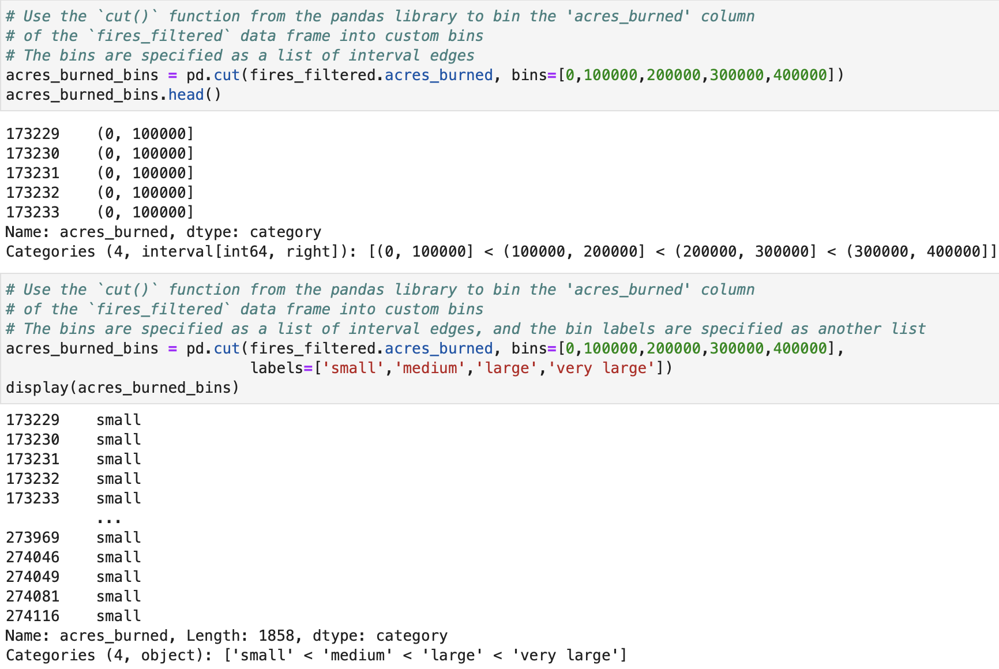 # Use the `cut()` function from the pandas library to bin the 'acres_burned' column
# of the `fires_filtered` data frame into custom bins
# The bins are specified as a list of interval edges
acres_burned_bins = pd.cut(fires_filtered.acres_burned, bins=[0,100000,200000,300000,400000])
acres_burned_bins.head()
173229    (0, 100000]
173230    (0, 100000]
173231    (0, 100000]
173232    (0, 100000]
173233    (0, 100000]
Name: acres_burned, dtype: category
Categories (4, interval[int64, right]): [(0, 100000] < (100000, 200000] < (200000, 300000] < (300000, 400000]]
# Use the `cut()` function from the pandas library to bin the 'acres_burned' column
# of the `fires_filtered` data frame into custom bins
# The bins are specified as a list of interval edges, and the bin labels are specified as another list
acres_burned_bins = pd.cut(fires_filtered.acres_burned, bins=[0,100000,200000,300000,400000],
                           labels=['small','medium','large','very large'])
display(acres_burned_bins)
173229    small
173230    small
173231    small
173232    small
173233    small
          ...
273969    small
274046    small
274049    small
274081    small
274116    small
Name: acres_burned, Length: 1858, dtype: category
Categories (4, object): ['small' < 'medium' < 'large' < 'very large']